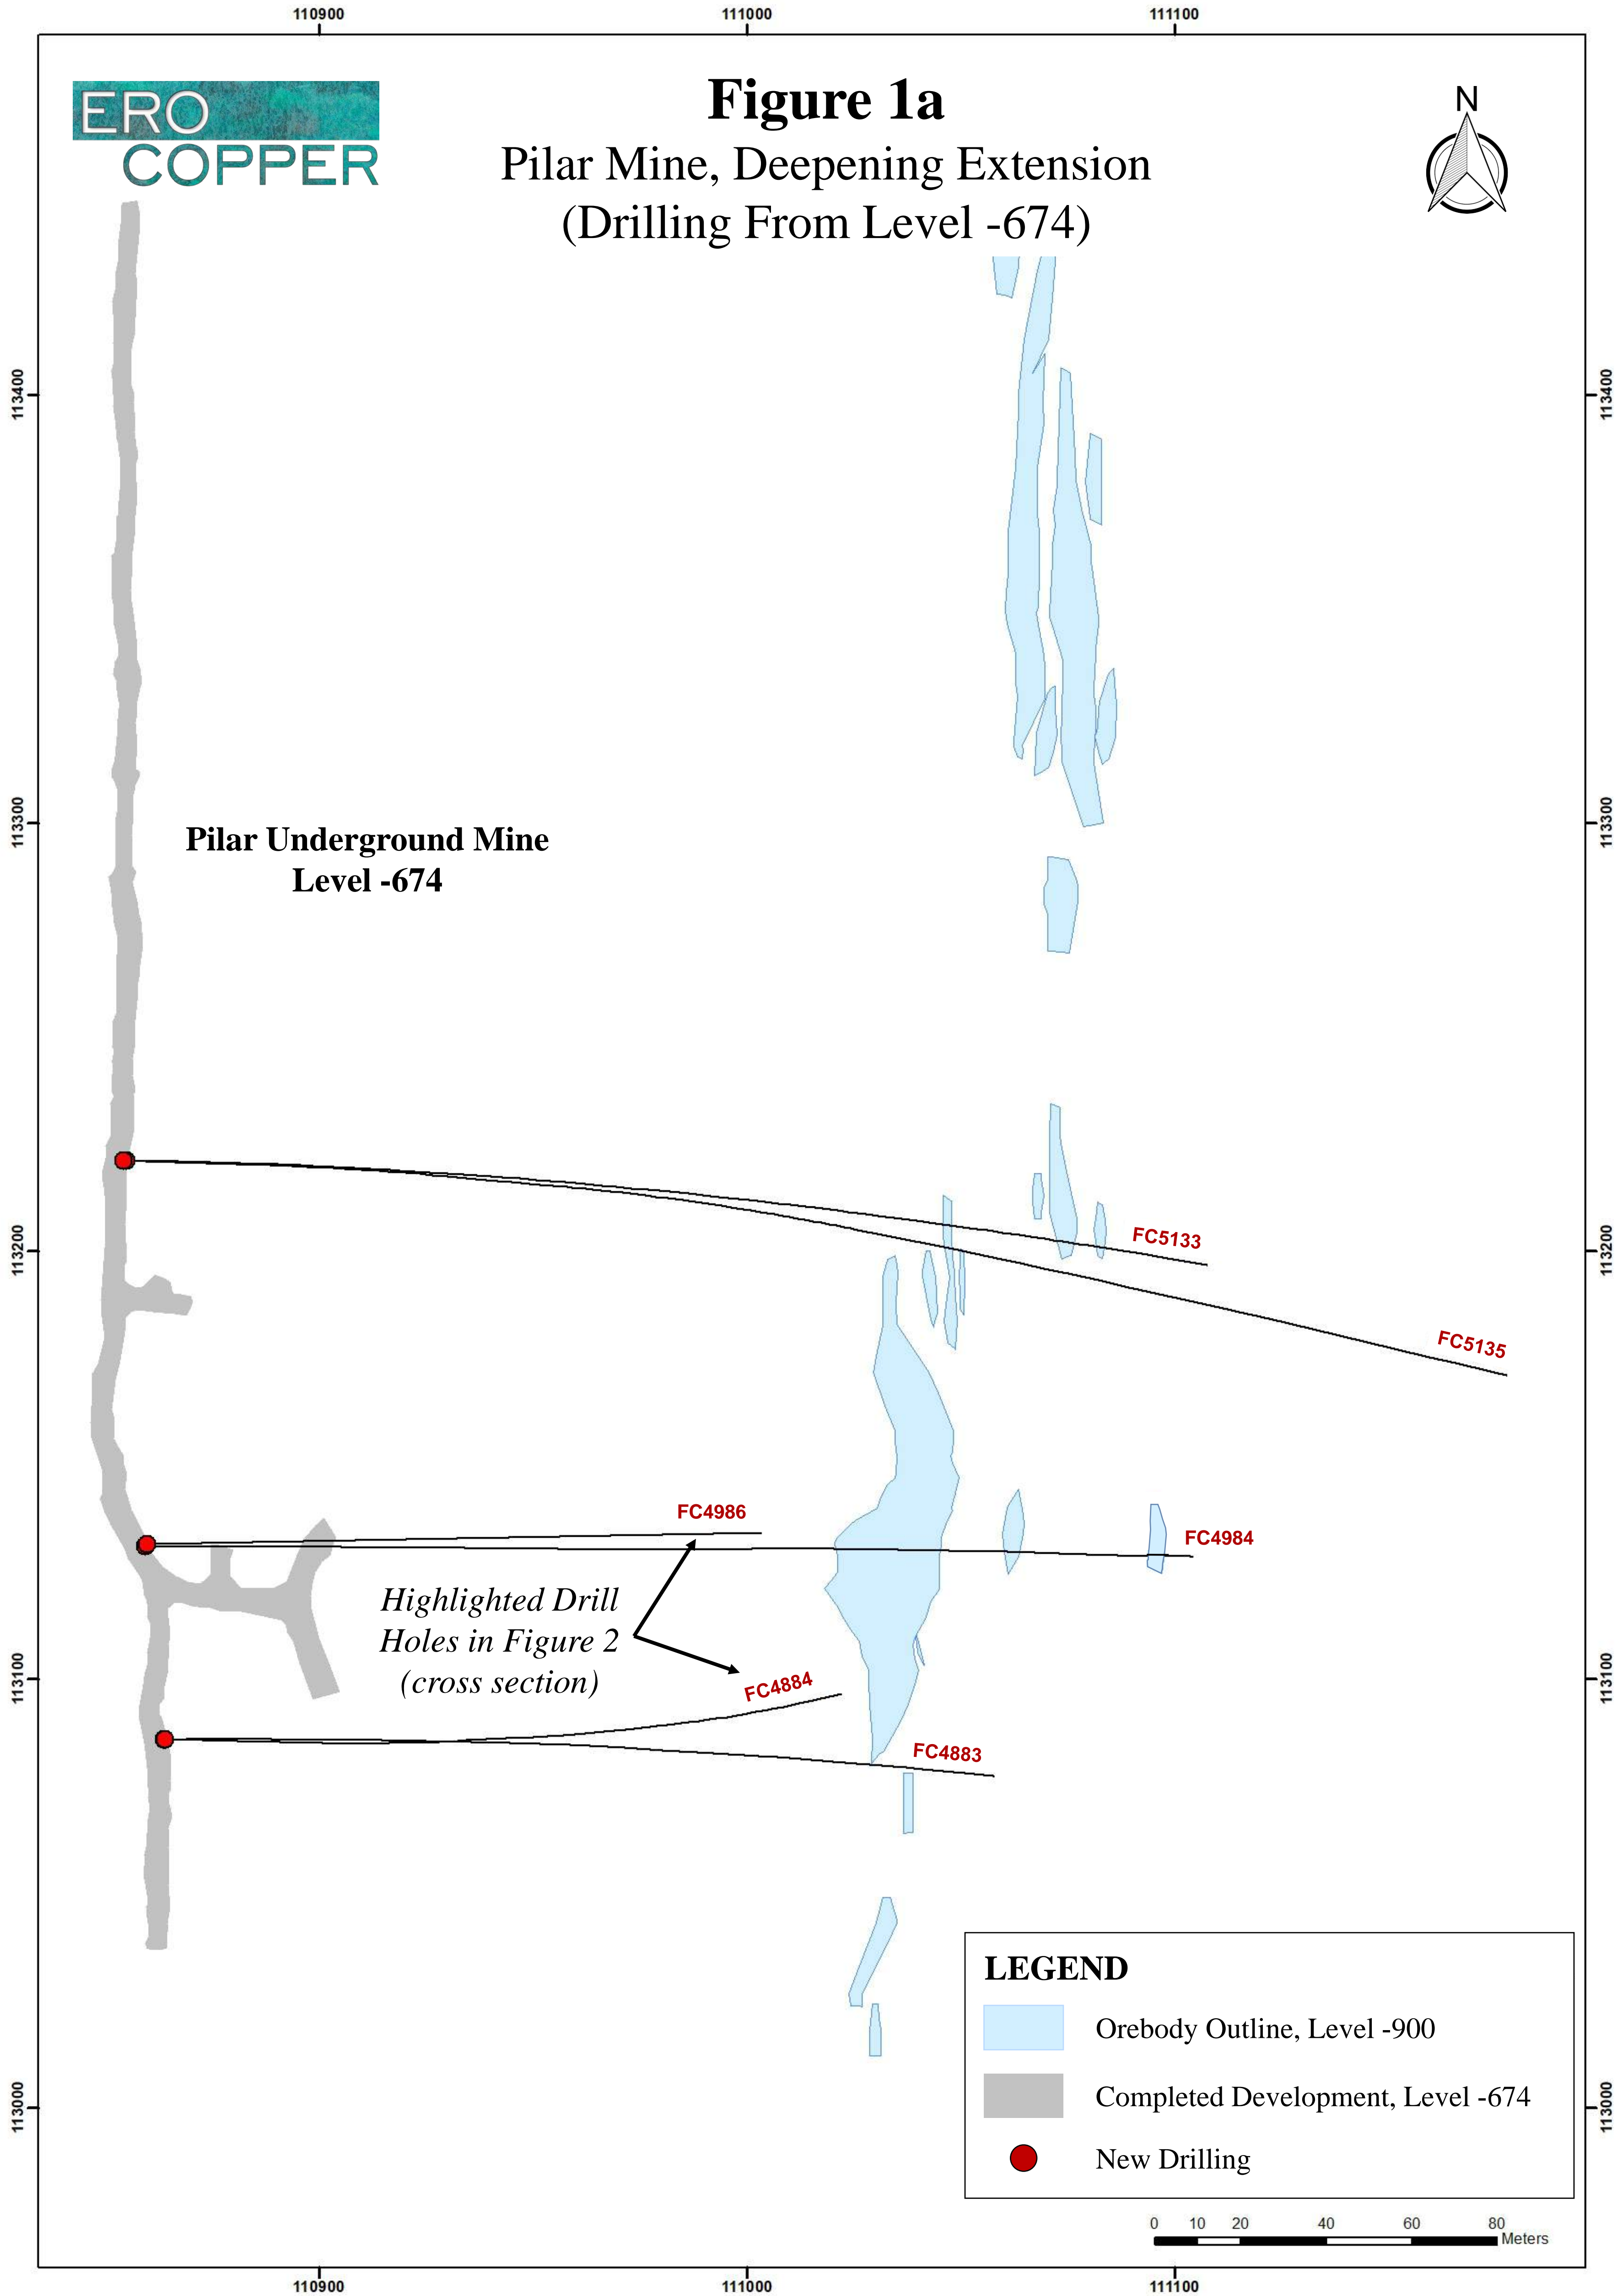 110900
111000
111100
ERO
COPPER
Figure 1a
Pilar Mine, Deepening Extension
(Drilling From Level -674)
N
113400
113400
113300
113300
Pilar Underground Mine
Level -674
113200
113200
FC5133
FC5135
FC4986
FC4984
Highlighted Drill
Holes in Figure 2
(cross section)
113100
113100
FC4884
FC4883
LEGEND
Orebody Outline, Level -900
Completed Development, Level -674
New Drilling
113000
113000
0 10 20 40 60 80
Meters
110900
111000
111100